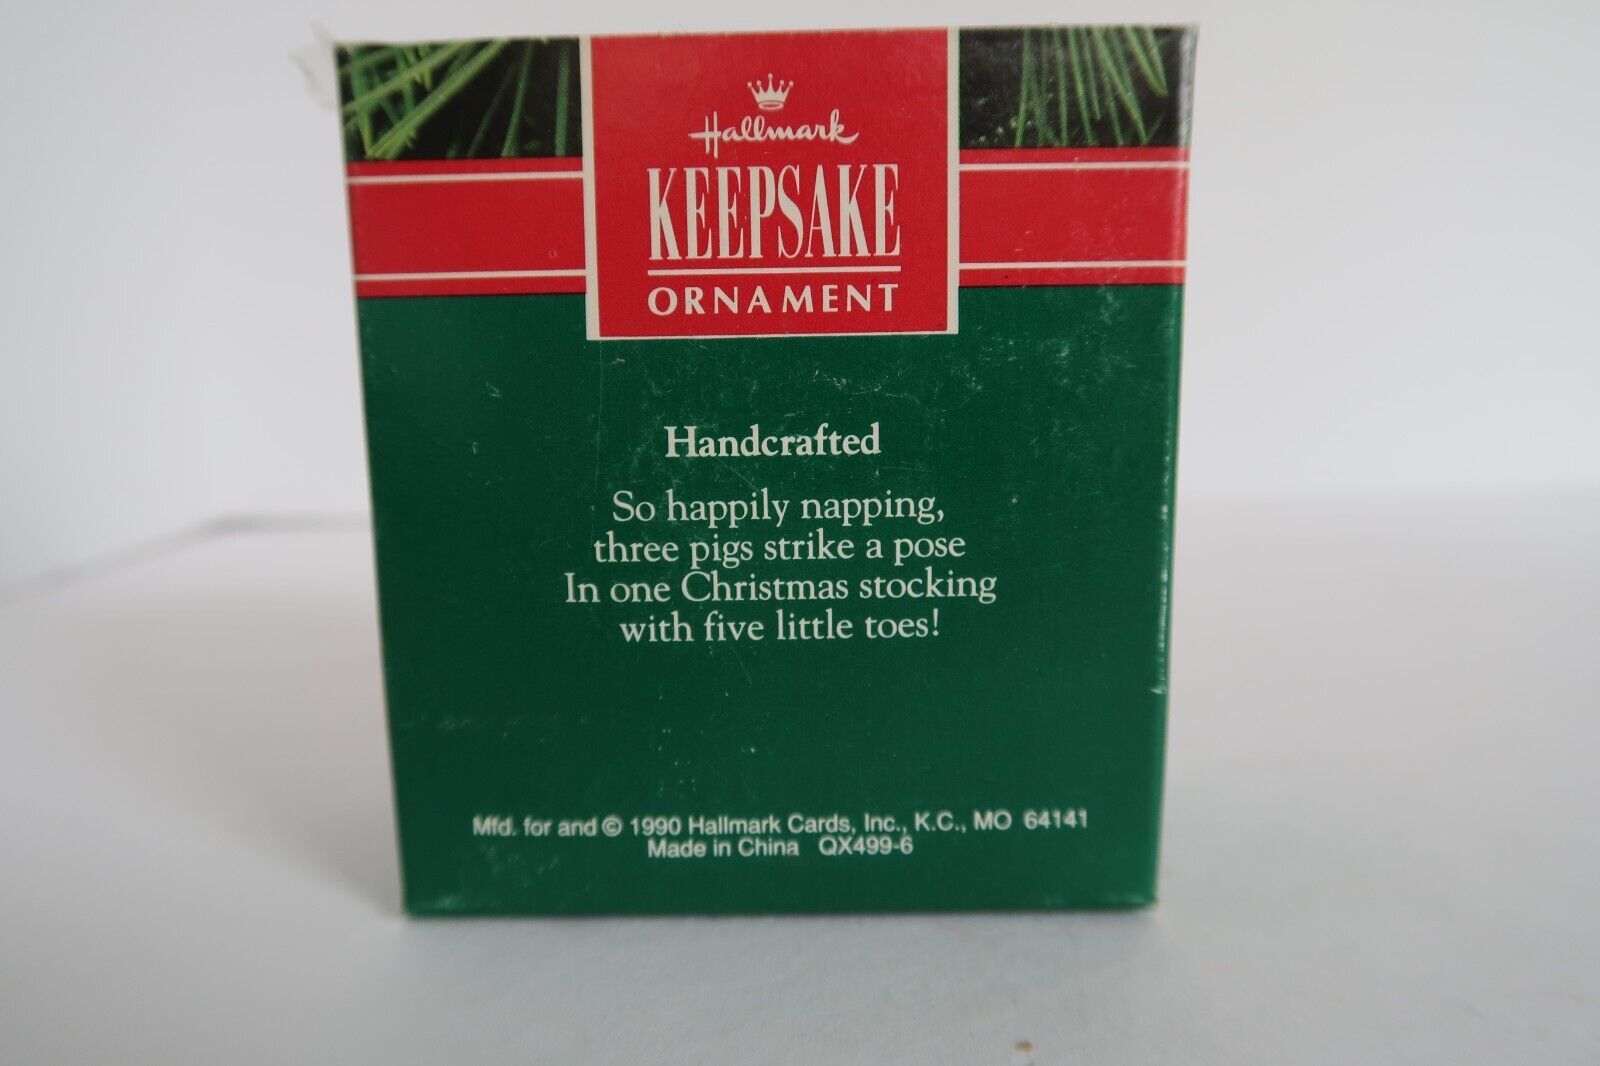 Hallmark
KEEPSAKE
ORNAMENT
Handcrafted
So happily napping,
three pigs strike a pose
In one Christmas stocking
with five little toes!
Mfd. for and © 1990 Hallmark Cards, Inc., K.C., MO 64141
Made in China QX499-6